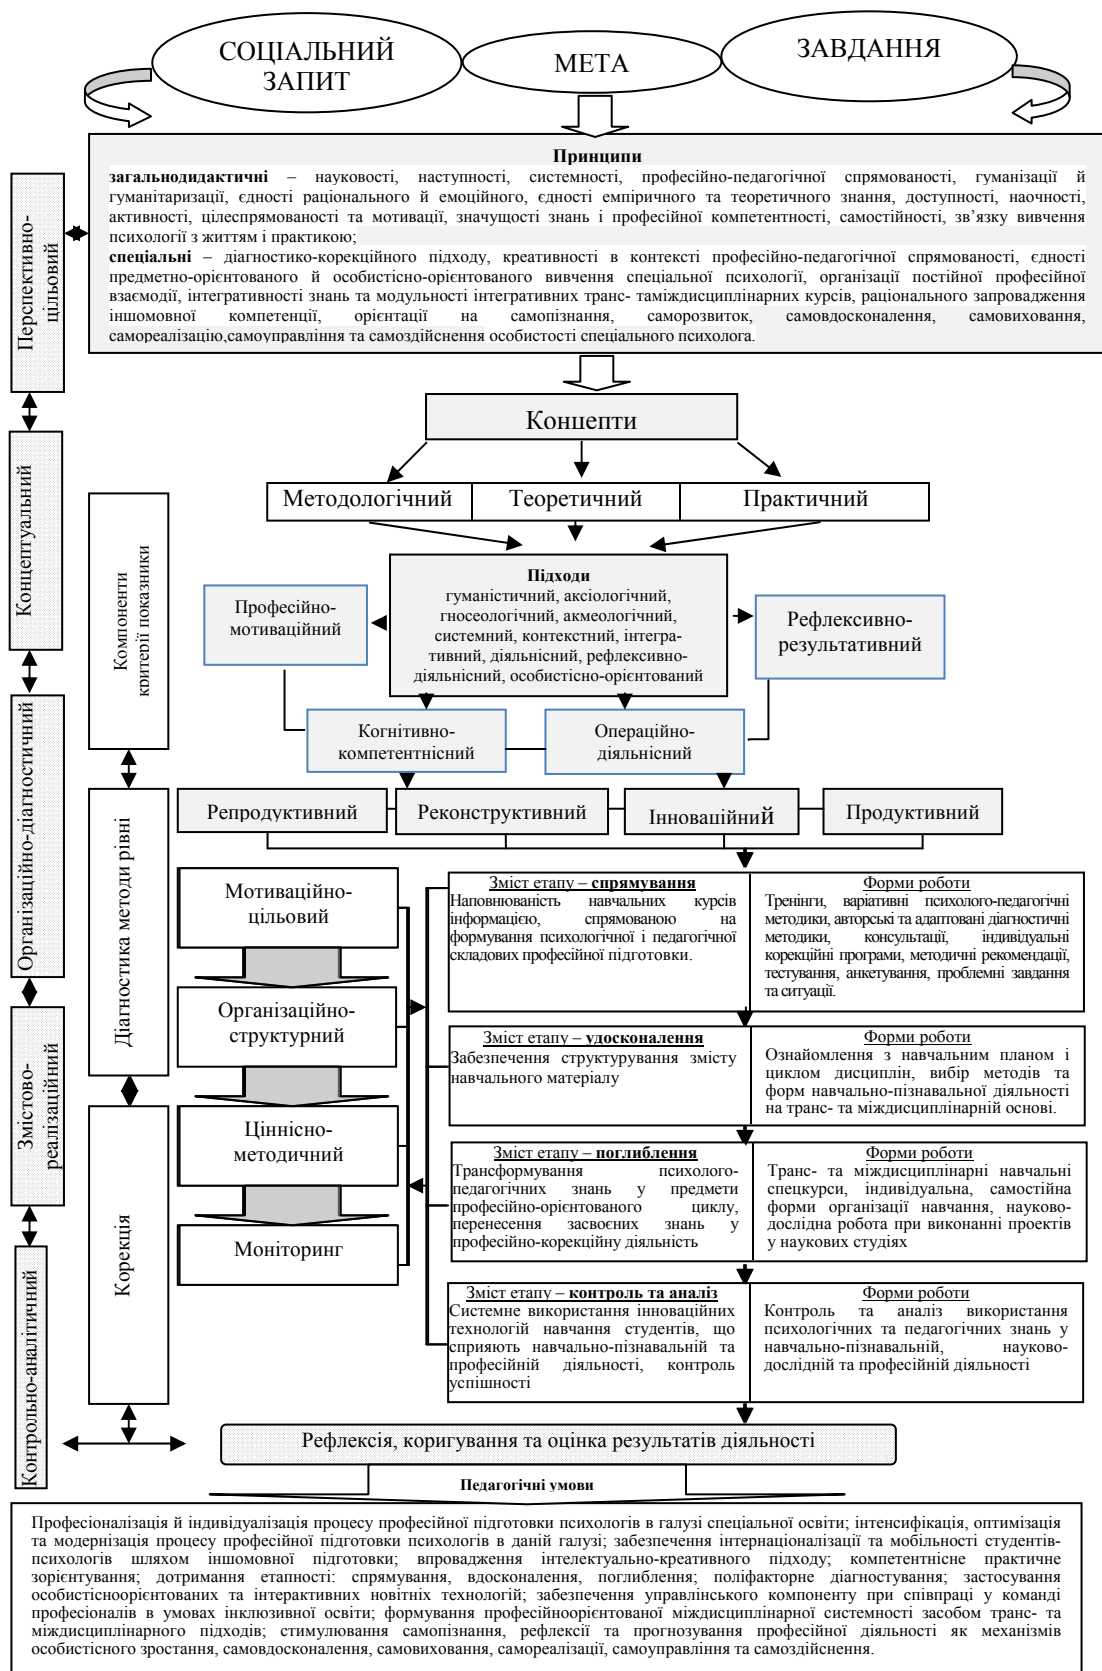 СОЦІАЛЬНИЙ
ЗАПИТ
МЕТА
ЗАВДАННЯ
Принципи
загальнодидактичні – науковості, наступності, системності, професійно-педагогічної спрямованості, гуманізації й
гуманітаризації, єдності раціонального й емоційного, єдності емпіричного та теоретичного знання, доступності, наочності,
активності, цілеспрямованості та мотивації, значущості знань і професійної компетентності, самостійності, зв’язку вивчення
психології з життям і практикою;
спеціальні – діагностико-корекційного підходу, креативності в контексті професійно-педагогічної спрямованості, єдності
предметно-орієнтованого й особистісно-орієнтованого вивчення спеціальної психології, організації постійної професійної
взаємодії, інтегративності знань та модульності інтегративних транс- таміждисциплінарних курсів, раціонального запровадження
іншомовної компетенції, орієнтації на самопізнання, саморозвиток, самовдосконалення, самовиховання,
самореалізацію,самоуправління та самоздійснення особистості спеціального психолога.
Перспективно-
цільовий
Концептуальний
Організаційно-діагностичний
Змістово-
реалізаційний
Контрольно-аналітичний
Компоненти
критерії показники
Діагностика методи рівні
Корекція
Концепти
Методологічний
Теоретичний
Практичний
Підходи
гуманістичний, аксіологічний,
гносеологічний, акмеологічний,
системний, контекстний, інтегра-
тивний, діяльнісний, рефлексивно-
діяльнісний, особистісно-орієнтований
Професійно-
мотиваційний
Рефлексивно-
результативний
Когнітивно-
компетентнісний
Операційно-
діяльнісний
Репродуктивний
Реконструктивний
Інноваційний
Продуктивний
Мотиваційно-
цільовий
Організаційно-
структурний
Ціннісно-
методичний
Моніторинг
Зміст етапу – спрямування
Наповнюваність навчальних курсів
інформацією, спрямованою на
формування психологічної і педагогічної
складових професійної підготовки.
Форми роботи
Тренінги, варіативні психолого-педагогічні
методики, авторські та адаптовані діагностичні
методики, консультації, індивідуальні
корекційні програми, методичні рекомендації,
тестування, анкетування, проблемні завдання
та ситуації.
Зміст етапу – удосконалення
Забезпечення структурування змісту
навчального матеріалу
Форми роботи
Ознайомлення з навчальним планом і
циклом дисциплін, вибір методів та
форм навчально-пізнавальної діяльності
на транс- та міждисциплінарній основі.
Зміст етапу – поглиблення
Трансформування психолого-
педагогічних знань у предмети
професійно-орієнтованого циклу,
перенесення засвоєних знань у
професійно-корекційну діяльність
Форми роботи
Транс- та міждисциплінарні навчальні
спецкурси, індивідуальна, самостійна
форми організації навчання, науково-
дослідна робота при виконанні проектів
у наукових студіях
Зміст етапу – контроль та аналіз
Системне використання інноваційних
технологій навчання студентів, що
сприяють навчально-пізнавальній та
професійній діяльності, контроль
успішності
Форми роботи
Контроль та аналіз використання
психологічних та педагогічних знань у
навчально-пізнавальній, науково-
дослідній та професійній діяльності
Рефлексія, коригування та оцінка результатів діяльності
Педагогічні умови
Професіоналізація й індивідуалізація процесу професійної підготовки психологів в галузі спеціальної освіти; інтенсифікація, оптимізація
та модернізація процесу професійної підготовки психологів в даній галузі; забезпечення інтернаціоналізації та мобільності студентів-
психологів шляхом іншомовної підготовки; впровадження інтелектуально-креативного підходу; компетентнісне практичне
зорієнтування; дотримання етапності: спрямування, вдосконалення, поглиблення; поліфакторне діагностування; застосування
особистісноорієнтованих та інтерактивних новітніх технологій; забезпечення управлінського компоненту при співпраці у команді
професіоналів в умовах інклюзивної освіти; формування професійноорієнтованої міждисциплінарної системності засобом транс- та
міждисциплінарного підходів; стимулювання самопізнання, рефлексії та прогнозування професійної діяльності як механізмів
особистісного зростання, самовдосконалення, самовиховання, самореалізації, самоуправління та самоздійснення.